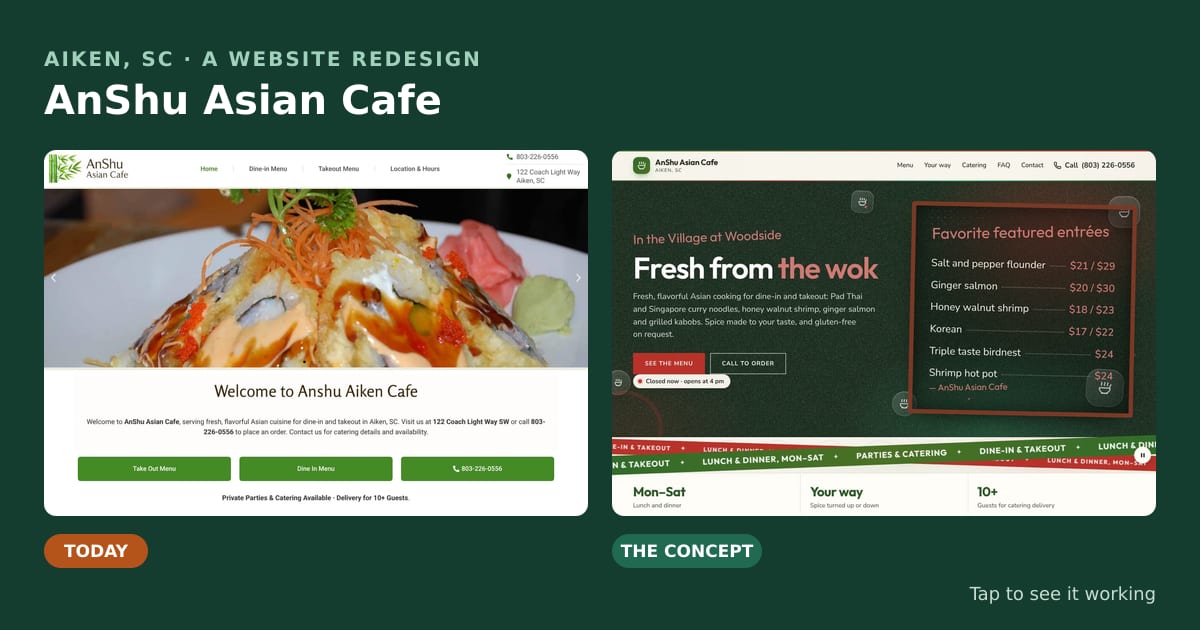 AIKEN, SC · A WEBSITE REDESIGN
AnShu Asian Cafe
AnShu
Asian Cafe
Home
Dine-in Menu
Takeout Menu
Location & Hours
803-226-0556
122 Coach Light Way
Aiken, SC
Welcome to Anshu Aiken Cafe
Welcome to AnShu Asian Cafe, serving fresh, flavorful Asian cuisine for dine-in and takeout in Aiken, SC. Visit us at 122 Coach Light Way SW or call 803-
226-0556 to place an order. Contact us for catering details and availability.
Take Out Menu
Dine In Menu
803-226-0556
Private Parties & Catering Available - Delivery for 10+ Guests.
TODAY
AnShu Asian Cafe
AIKEN, SC
Menu
Your way
Catering
FAQ
Contact
Call (803) 226-0556
In the Village at Woodside
Fresh from the wok
Fresh, flavorful Asian cooking for dine-in and takeout: Pad Thai
and Singapore curry noodles, honey walnut shrimp, ginger salmon
and grilled kabobs. Spice made to your taste, and gluten-free
on request.
SEE THE MENU
CALL TO ORDER
Closed now · opens at 4 pm
Favorite featured entrées
Salt and pepper flounder $21 / $29
Ginger salmon $20 / $30
Honey walnut shrimp $18 / $23
Korean $17 / $22
Triple taste birdnest $24
Shrimp hot pot $24
— AnShu Asian Cafe
E-IN & TAKEOUT + LUNCH & DINNER
LUNCH & DINNER, MON–SAT
N & TAKEOUT + LUNCH & DINNER, MON–SAT + PARTIES & CATERING + DINE-IN & TAKEOUT + LUNCH & DIN
Mon–Sat
Lunch and dinner
Your way
Spice turned up or down
10+
Guests for catering delivery
THE CONCEPT
Tap to see it working